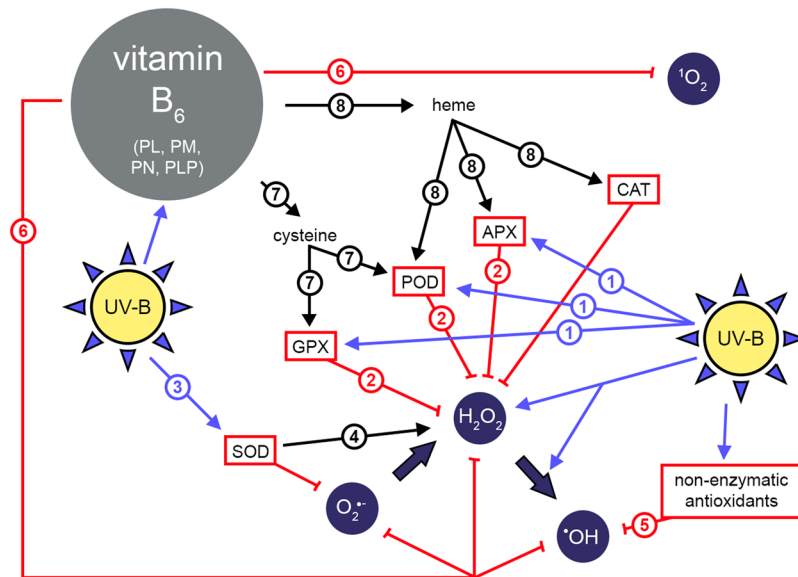 vitamin
B₆
(PL, PM,
PN, PLP)
6
¹O₂
8
heme
8
8
8
CAT
7
cysteine
7
7
POD
APX
2
1
6
UV-B
1
UV-B
2
1
GPX
2
3
H₂O₂
SOD
4
O₂•-
•OH
5
non-enzymatic
antioxidants